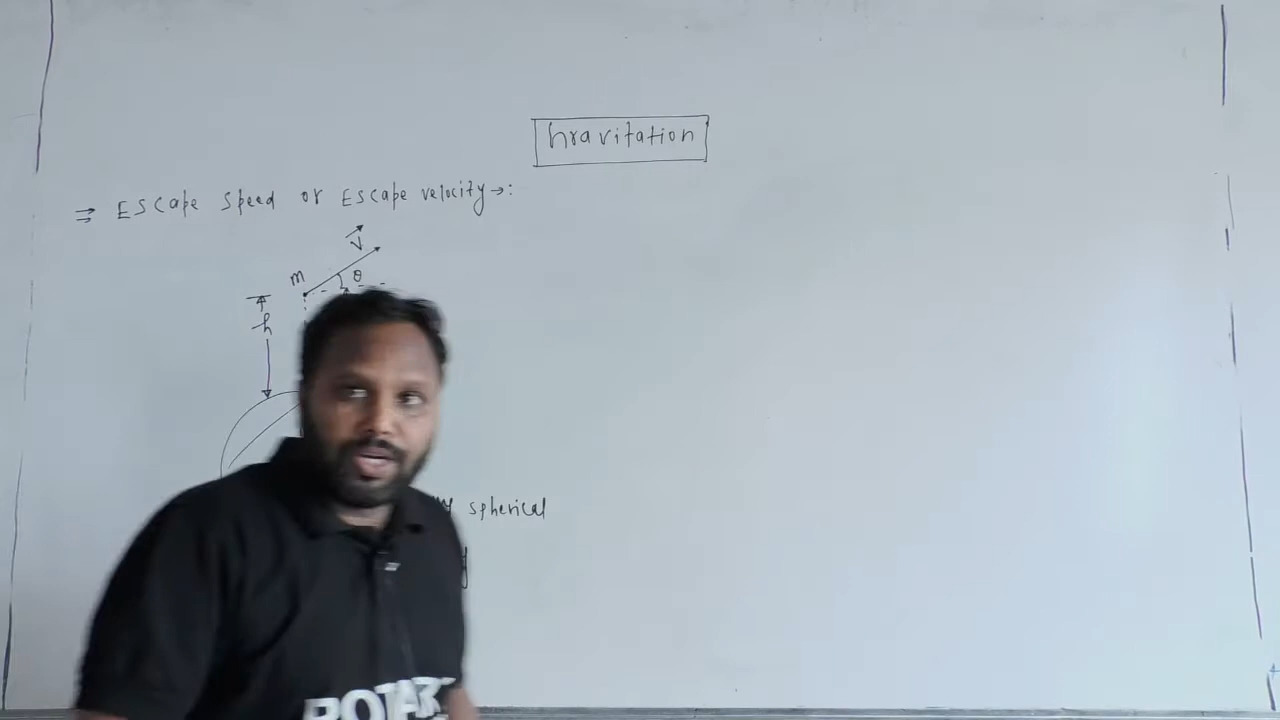 Gravitation
⇒ Escape speed or Escape velocity →:
V
m θ
h
spherical